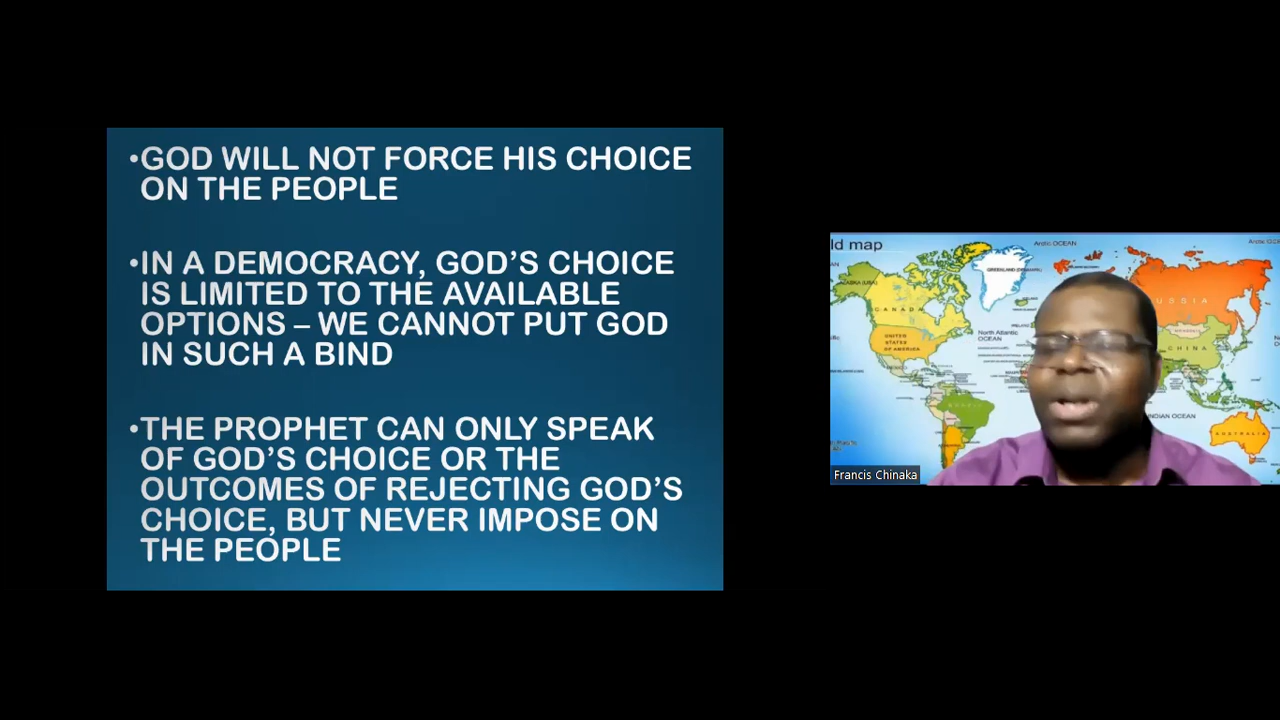 •GOD WILL NOT FORCE HIS CHOICE
ON THE PEOPLE
•IN A DEMOCRACY, GOD'S CHOICE
IS LIMITED TO THE AVAILABLE
OPTIONS – WE CANNOT PUT GOD
IN SUCH A BIND
•THE PROPHET CAN ONLY SPEAK
OF GOD'S CHOICE OR THE
OUTCOMES OF REJECTING GOD'S
CHOICE, BUT NEVER IMPOSE ON
THE PEOPLE
ld map
Arctic OCEAN
GREENLAND
CANADA
RUSSIA
UNITED
STATES
OF AMERICA
North Atlantic
OCEAN
CHINA
BRAZIL
INDIAN OCEAN
AUSTRALIA
Francis Chinaka